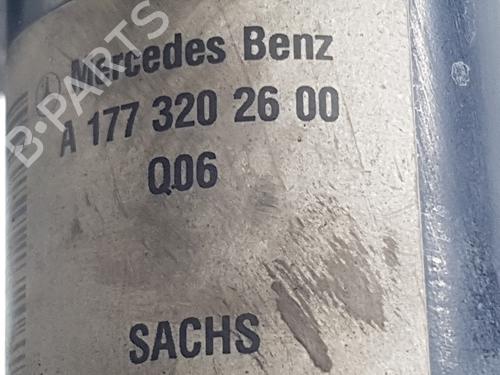 Mercedes Benz
A 177 320 26 00
Q06
SACHS
B-PARTS